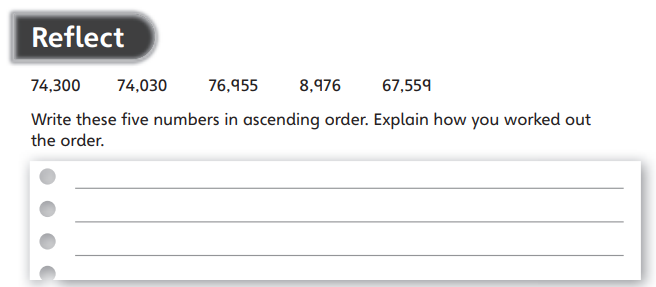 Reflect
74,300 74,030 76,955 8,976 67,559
Write these five numbers in ascending order. Explain how you worked out
the order.